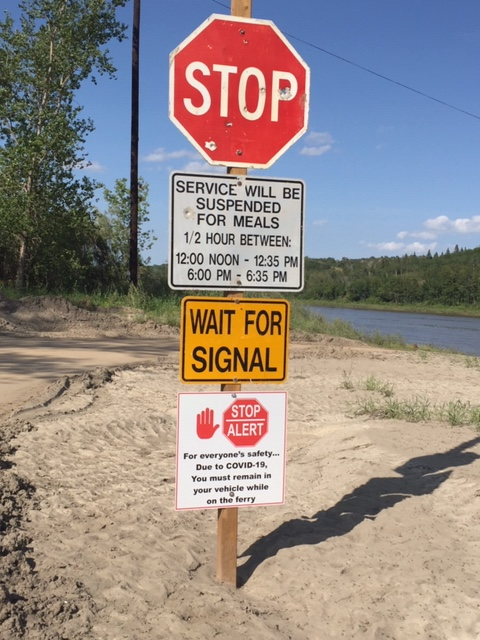 STOP
SERVICE WILL BE
SUSPENDED
FOR MEALS
1/2 HOUR BETWEEN:
12:00 NOON - 12:35 PM
6:00 PM - 6:35 PM
WAIT FOR
SIGNAL
STOP
ALERT
For everyone's safety...
Due to COVID-19,
You must remain in
your vehicle while
on the ferry